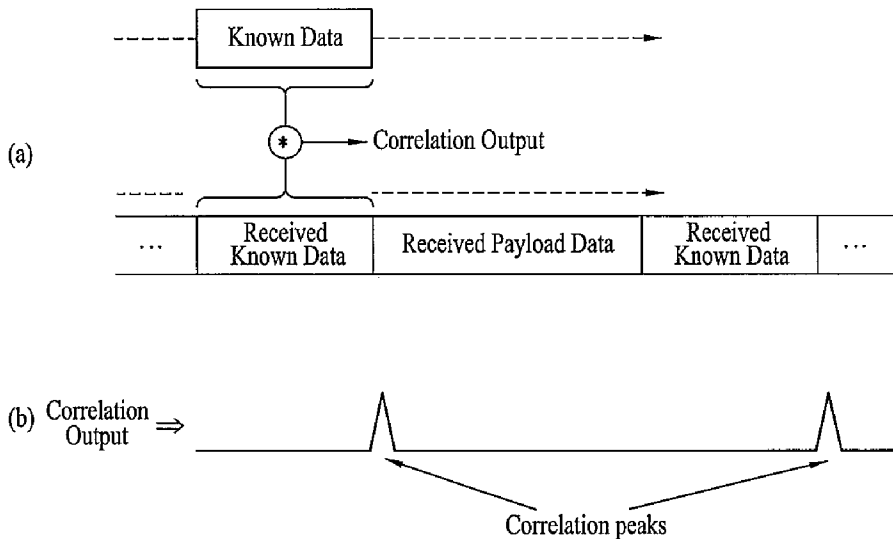 Known Data
(a)
*
Correlation Output
...
Received
Known Data
Received Payload Data
Received
Known Data
...
(b)
Correlation
Output
⇒
Correlation peaks